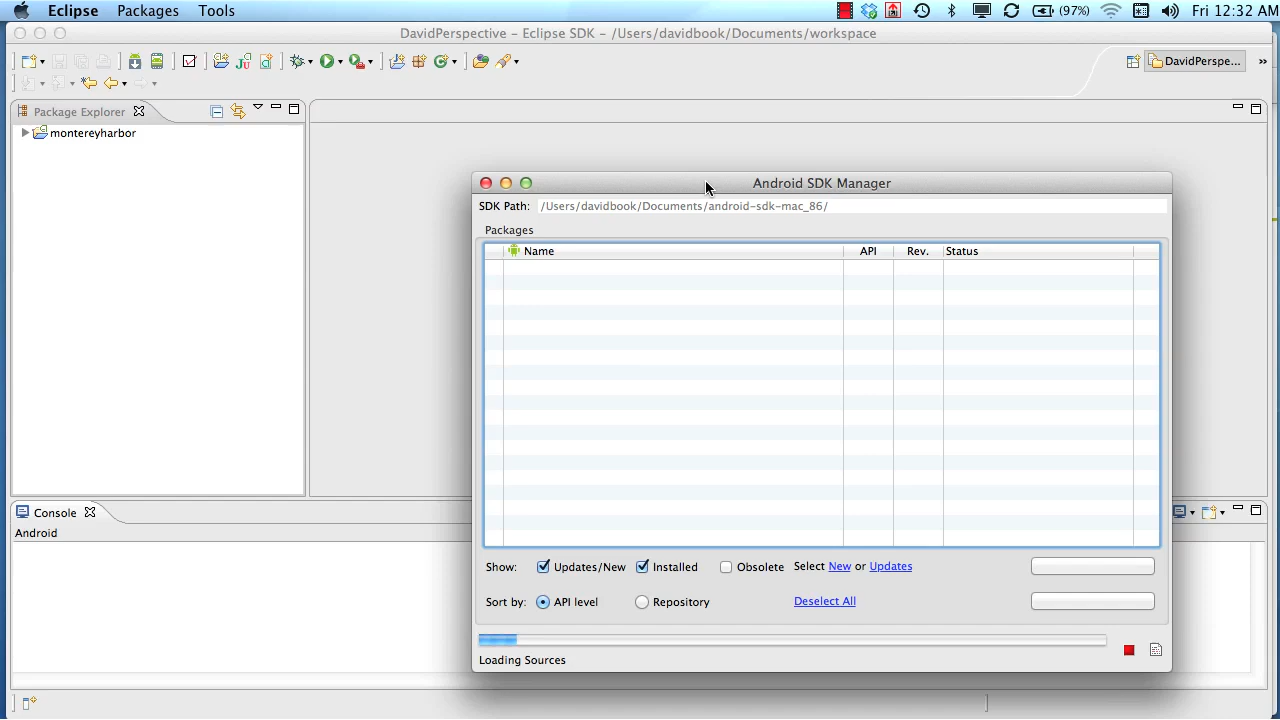 Eclipse Packages Tools (97%) Fri 12:32 AM
DavidPerspective – Eclipse SDK – /Users/davidbook/Documents/workspace
DavidPerspe... »
Package Explorer
montereyharbor
Android SDK Manager
SDK Path: /Users/davidbook/Documents/android-sdk-mac_86/
Packages
Name API Rev. Status
Show: Updates/New Installed Obsolete Select New or Updates
Sort by: API level Repository Deselect All
Loading Sources
Console
Android